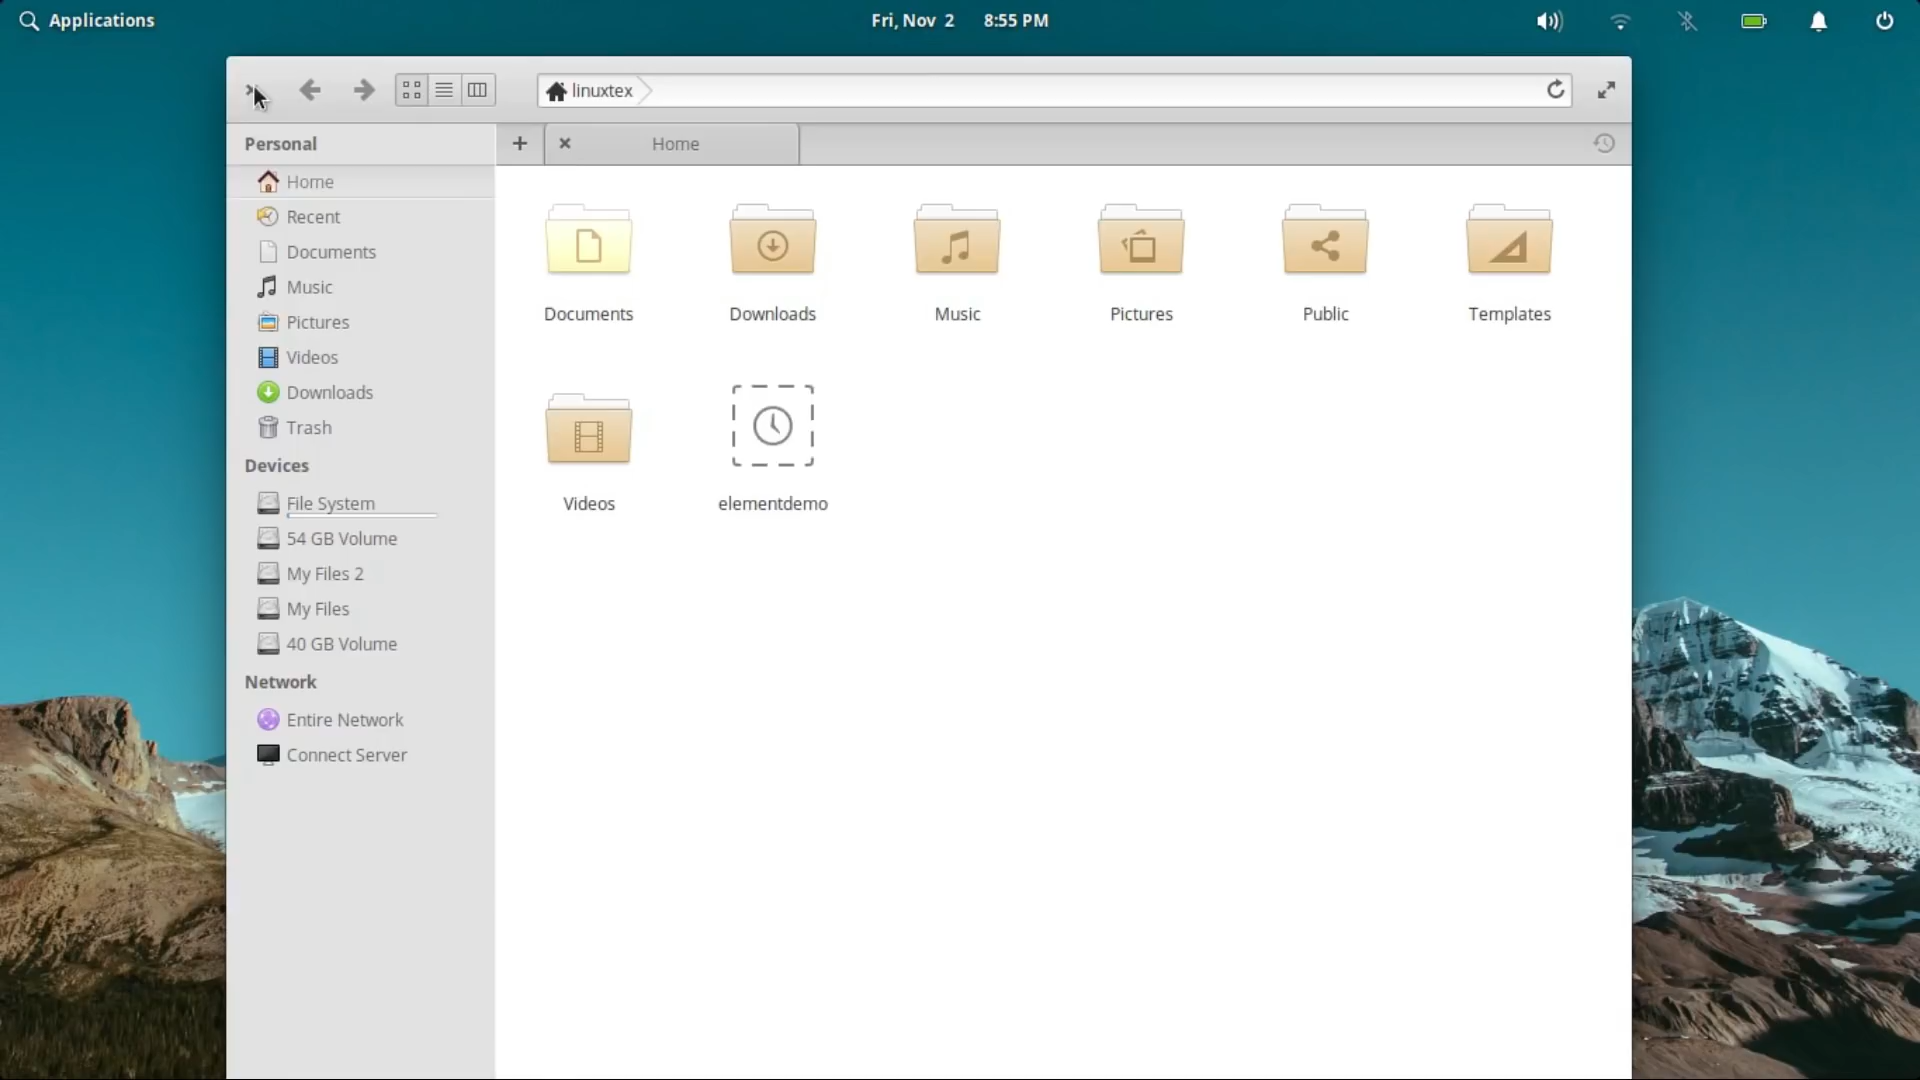 Applications
Fri, Nov 2 8:55 PM
linuxtex
Personal
Home
Home
Recent
Documents
Music
Pictures
Videos
Downloads
Trash
Devices
File System
54 GB Volume
My Files 2
My Files
40 GB Volume
Network
Entire Network
Connect Server
Documents
Downloads
Music
Pictures
Public
Templates
Videos
elementdemo